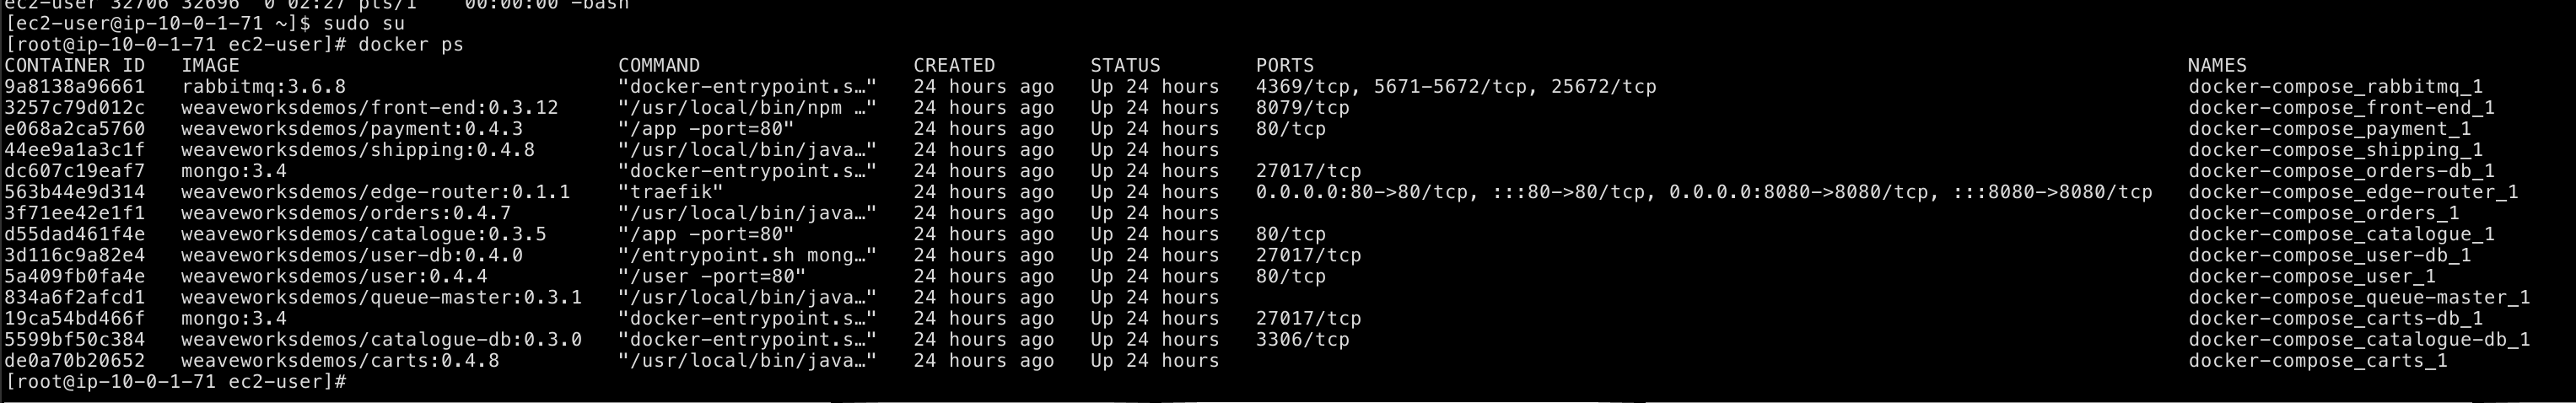 ec2-user 32706 32696  0 02:27 pts/1    00:00:00 -bash
[ec2-user@ip-10-0-1-71 ~]$ sudo su
[root@ip-10-0-1-71 ec2-user]# docker ps
CONTAINER ID   IMAGE                                COMMAND                  CREATED        STATUS        PORTS                                                                          NAMES
9a8138a96661   rabbitmq:3.6.8                       "docker-entrypoint.s…"   24 hours ago   Up 24 hours   4369/tcp, 5671-5672/tcp, 25672/tcp                                             docker-compose_rabbitmq_1
3257c79d012c   weaveworksdemos/front-end:0.3.12     "/usr/local/bin/npm …"   24 hours ago   Up 24 hours   8079/tcp                                                                       docker-compose_front-end_1
e068a2ca5760   weaveworksdemos/payment:0.4.3        "/app -port=80"          24 hours ago   Up 24 hours   80/tcp                                                                         docker-compose_payment_1
44ee9a1a3c1f   weaveworksdemos/shipping:0.4.8       "/usr/local/bin/java…"   24 hours ago   Up 24 hours                                                                                  docker-compose_shipping_1
dc607c19eaf7   mongo:3.4                            "docker-entrypoint.s…"   24 hours ago   Up 24 hours   27017/tcp                                                                      docker-compose_orders-db_1
563b44e9d314   weaveworksdemos/edge-router:0.1.1    "traefik"                24 hours ago   Up 24 hours   0.0.0.0:80->80/tcp, :::80->80/tcp, 0.0.0.0:8080->8080/tcp, :::8080->8080/tcp   docker-compose_edge-router_1
3f71ee42e1f1   weaveworksdemos/orders:0.4.7         "/usr/local/bin/java…"   24 hours ago   Up 24 hours                                                                                  docker-compose_orders_1
d55dad461f4e   weaveworksdemos/catalogue:0.3.5      "/app -port=80"          24 hours ago   Up 24 hours   80/tcp                                                                         docker-compose_catalogue_1
3d116c9a82e4   weaveworksdemos/user-db:0.4.0        "/entrypoint.sh mong…"   24 hours ago   Up 24 hours   27017/tcp                                                                      docker-compose_user-db_1
5a409fb0fa4e   weaveworksdemos/user:0.4.4           "/user -port=80"         24 hours ago   Up 24 hours   80/tcp                                                                         docker-compose_user_1
834a6f2afcd1   weaveworksdemos/queue-master:0.3.1   "/usr/local/bin/java…"   24 hours ago   Up 24 hours                                                                                  docker-compose_queue-master_1
19ca54bd466f   mongo:3.4                            "docker-entrypoint.s…"   24 hours ago   Up 24 hours   27017/tcp                                                                      docker-compose_carts-db_1
5599bf50c384   weaveworksdemos/catalogue-db:0.3.0   "docker-entrypoint.s…"   24 hours ago   Up 24 hours   3306/tcp                                                                       docker-compose_catalogue-db_1
de0a70b20652   weaveworksdemos/carts:0.4.8          "/usr/local/bin/java…"   24 hours ago   Up 24 hours                                                                                  docker-compose_carts_1
[root@ip-10-0-1-71 ec2-user]#